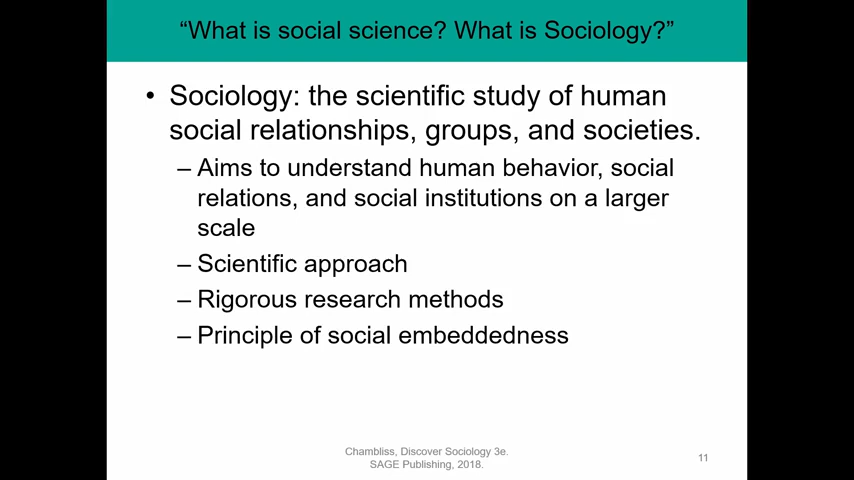 “What is social science? What is Sociology?”
• Sociology: the scientific study of human
social relationships, groups, and societies.
– Aims to understand human behavior, social
relations, and social institutions on a larger
scale
– Scientific approach
– Rigorous research methods
– Principle of social embeddedness
Chambliss, Discover Sociology 3e.
SAGE Publishing, 2018.
11